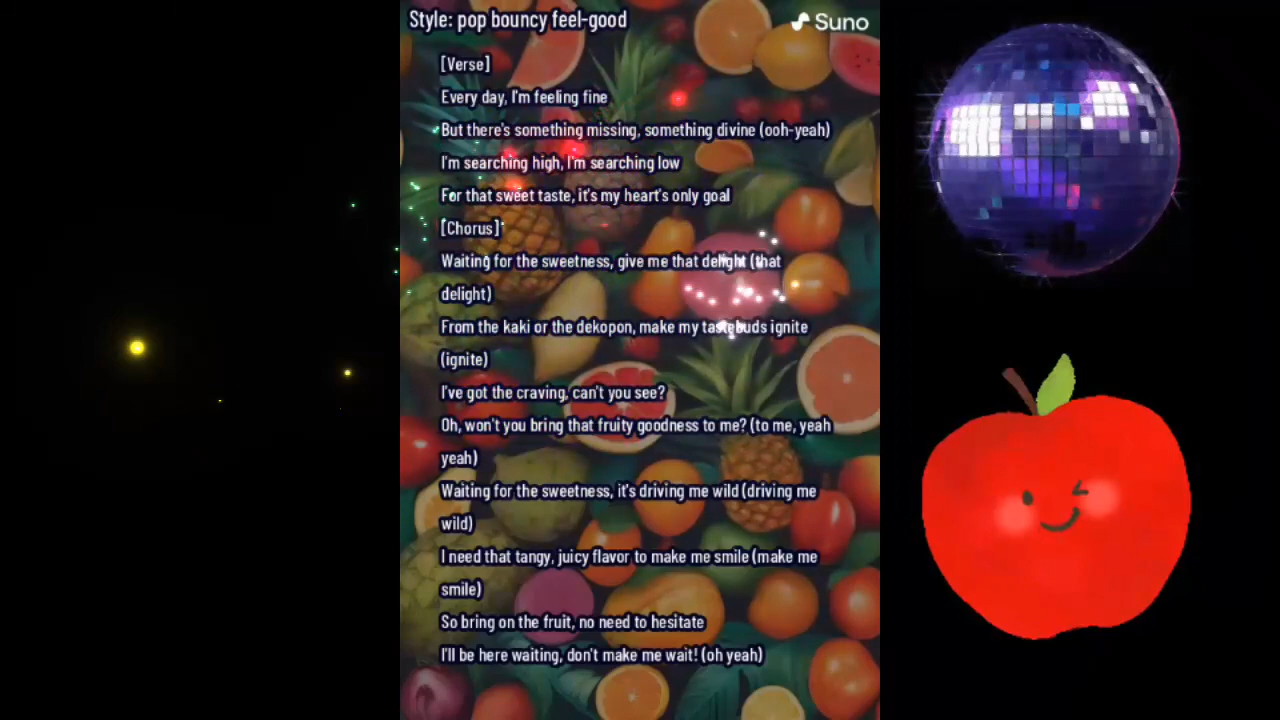 Style: pop bouncy feel-good
Suno
[Verse]
Every day, I'm feeling fine
But there's something missing, something divine (ooh-yeah)
I'm searching high, I'm searching low
For that sweet taste, it's my heart's only goal
[Chorus]
Waiting for the sweetness, give me that delight (that
delight)
From the kaki or the dekopon, make my tastebuds ignite
(ignite)
I've got the craving, can't you see?
Oh, won't you bring that fruity goodness to me? (to me, yeah
yeah)
Waiting for the sweetness, it's driving me wild (driving me
wild)
I need that tangy, juicy flavor to make me smile (make me
smile)
So bring on the fruit, no need to hesitate
I'll be here waiting, don't make me wait! (oh yeah)